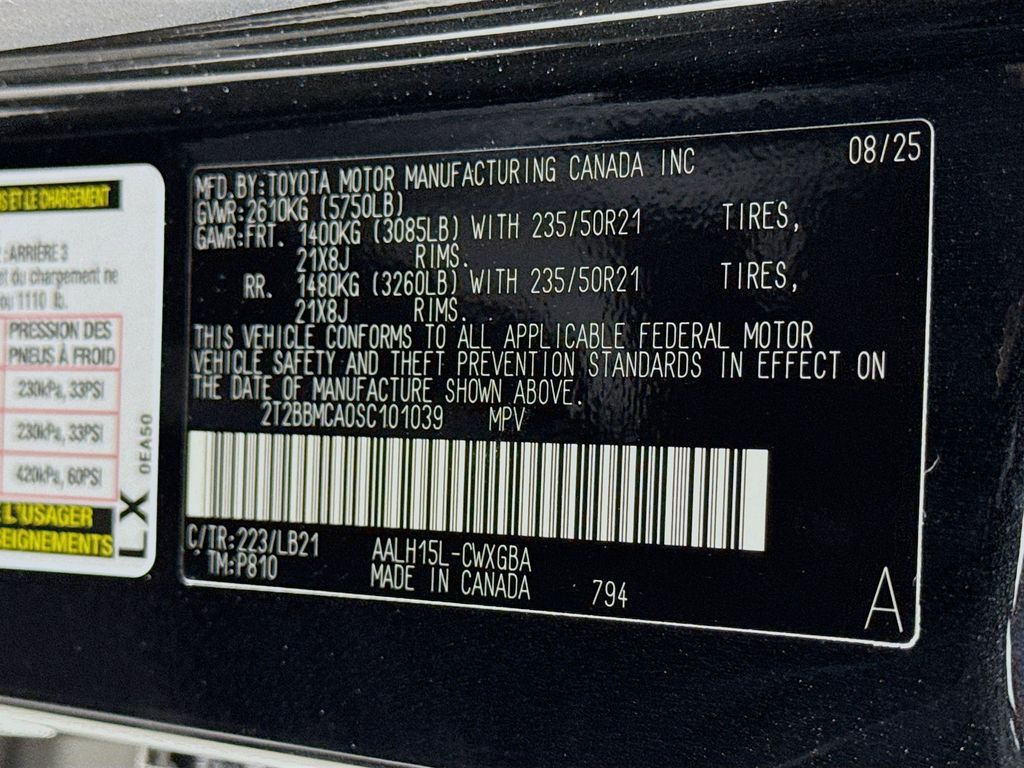 S ET LE CHARGEMENT
: ARRIÈRE 3
et du chargement ne
ou 1110 lb.
PRESSION DES
PNEUS À FROID
230kPa, 33PSI
230kPa, 33PSI
420kPa, 60PSI
L'USAGER
SEIGNEMENTS
LX 0EA50
08/25
MFD.BY:TOYOTA MOTOR MANUFACTURING CANADA INC
GVWR:2610KG (5750LB)
GAWR:FRT. 1400KG (3085LB) WITH 235/50R21 TIRES,
21X8J RIMS.
RR. 1480KG (3260LB) WITH 235/50R21 TIRES,
21X8J RIMS.
THIS VEHICLE CONFORMS TO ALL APPLICABLE FEDERAL MOTOR
VEHICLE SAFETY AND THEFT PREVENTION STANDARDS IN EFFECT ON
THE DATE OF MANUFACTURE SHOWN ABOVE.
2T2BBMCA0SC101039 MPV
C/TR:223/LB21 AALH15L-CWXGBA
TM:P810 MADE IN CANADA 794
A